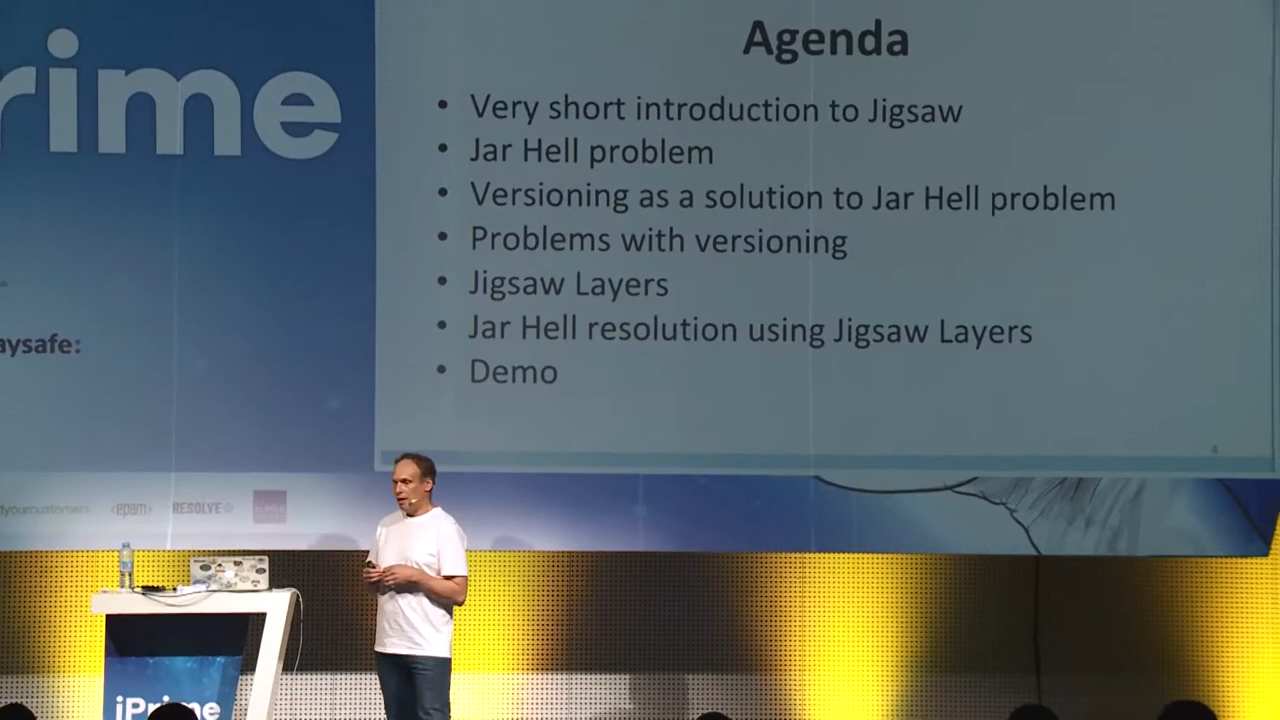 rime
Agenda
• Very short introduction to Jigsaw
• Jar Hell problem
• Versioning as a solution to Jar Hell problem
• Problems with versioning
• Jigsaw Layers
• Jar Hell resolution using Jigsaw Layers
• Demo
aysafe:
dyourcustomers
<epam>
RESOLVE
iPrime